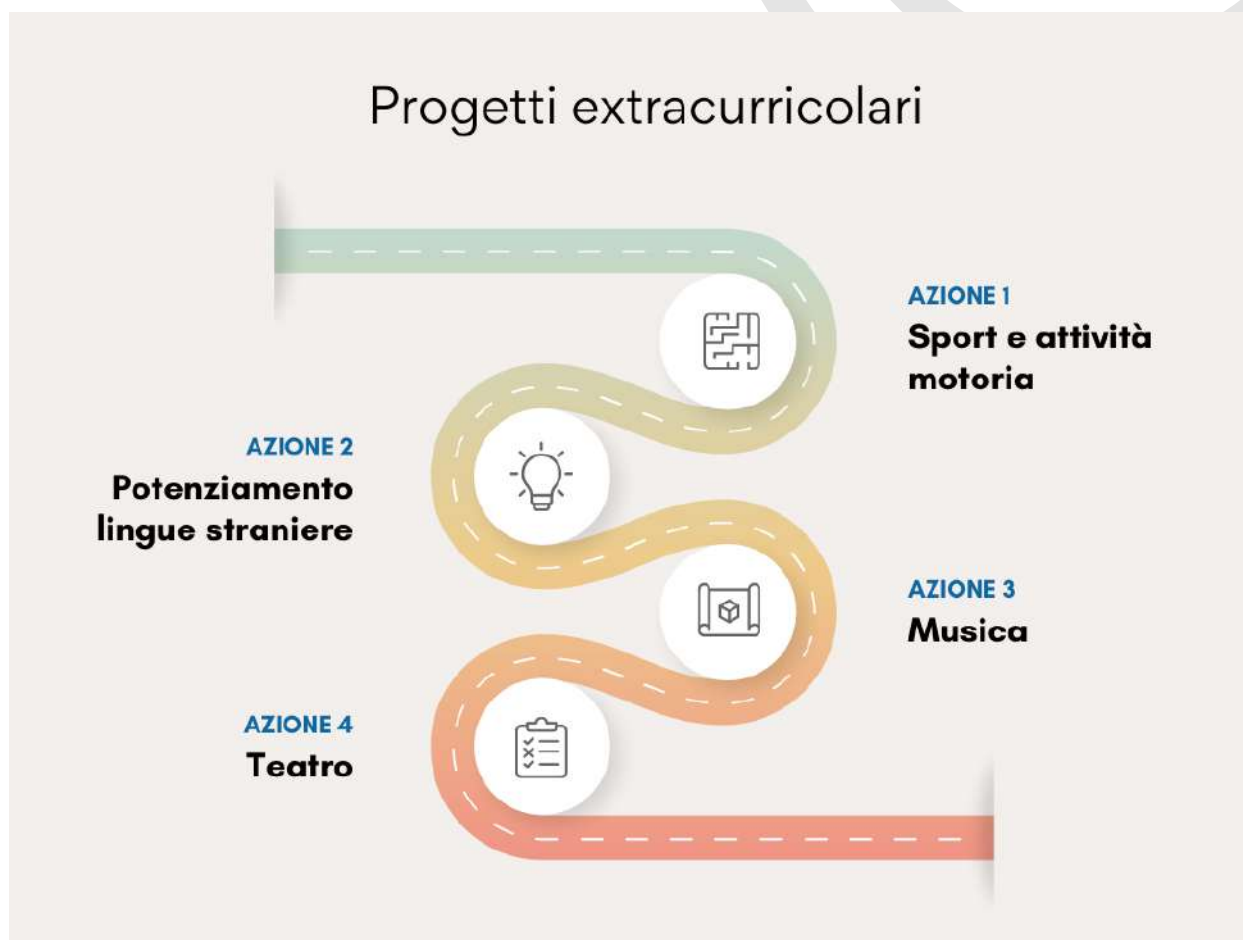 Progetti extracurricolari
AZIONE 1
Sport e attività
motoria
AZIONE 2
Potenziamento
lingue straniere
AZIONE 3
Musica
AZIONE 4
Teatro